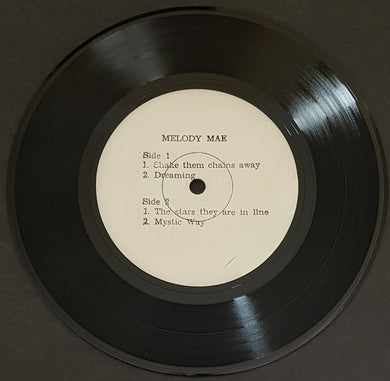 MELODY MAE
Side 1
1. Shake them chains away
2. Dreaming
Side 2
1. The stars they are in line
2. Mystic Way